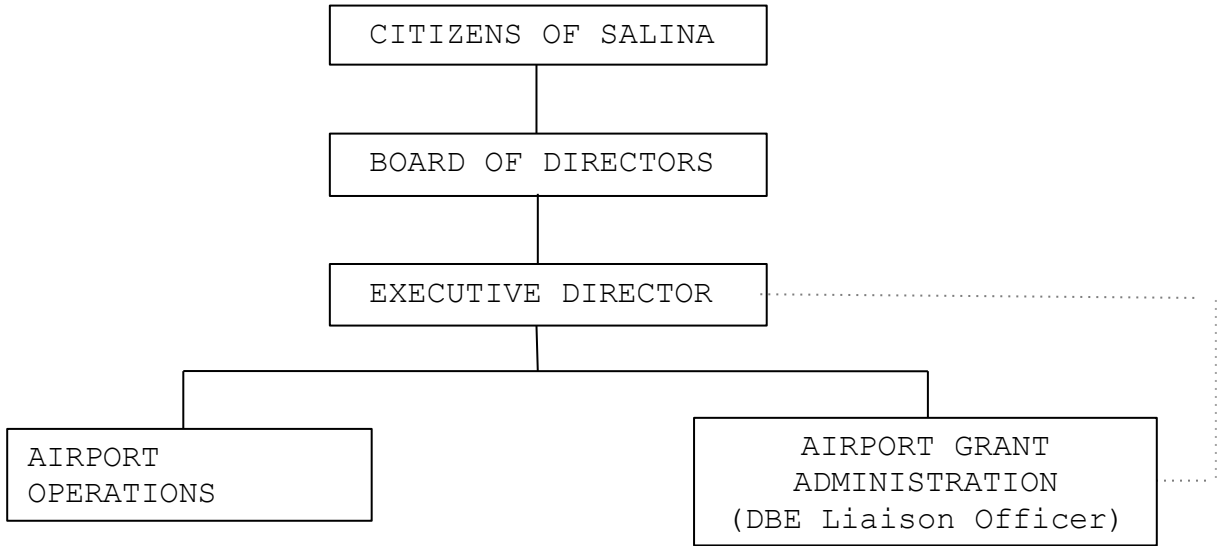 CITIZENS OF SALINA
BOARD OF DIRECTORS
EXECUTIVE DIRECTOR
AIRPORT
OPERATIONS
AIRPORT GRANT
ADMINISTRATION
(DBE Liaison Officer)